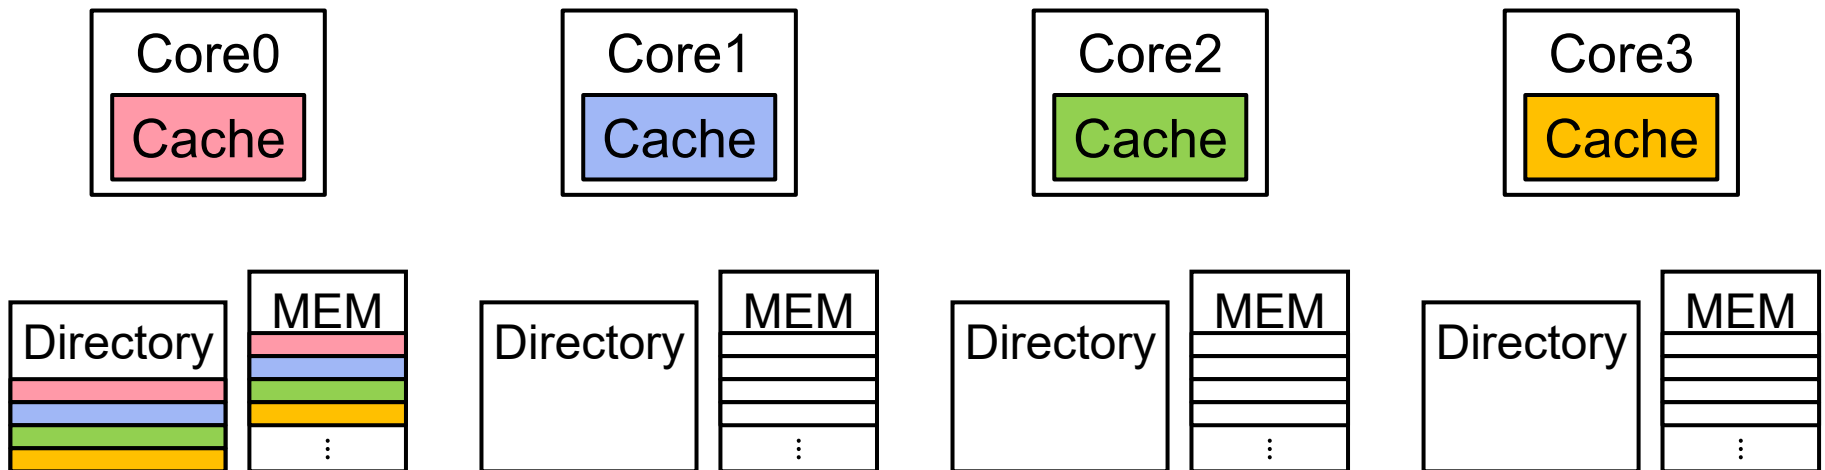 Core0
Cache
Core1
Cache
Core2
Cache
Core3
Cache
Directory
MEM
⋮
Directory
MEM
⋮
Directory
MEM
⋮
Directory
MEM
⋮